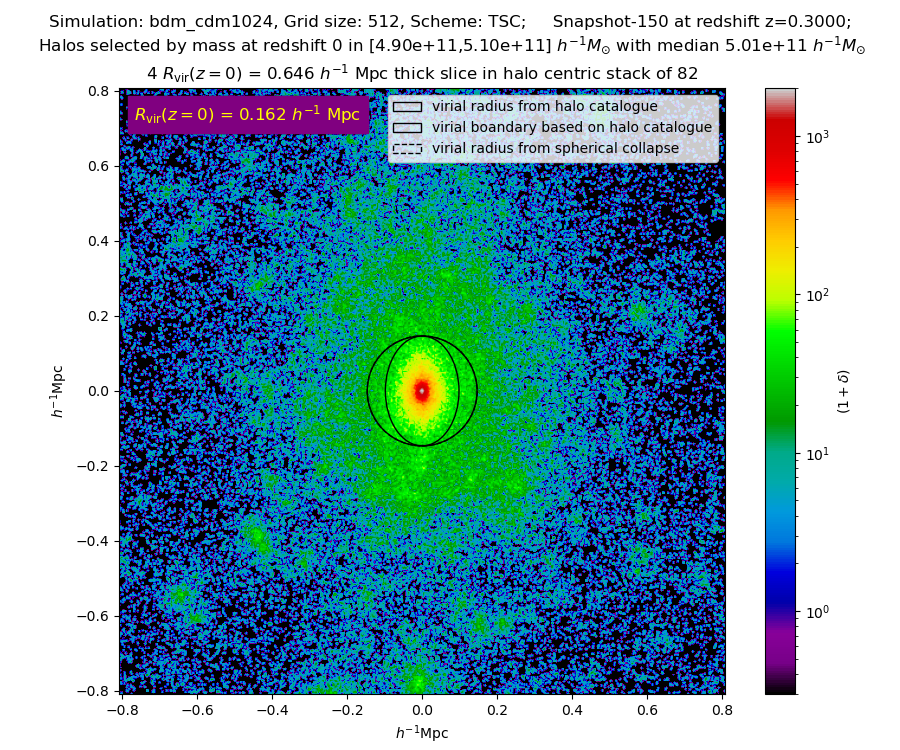 Simulation: bdm_cdm1024, Grid size: 512, Scheme: TSC;     Snapshot-150 at redshift z=0.3000;
Halos selected by mass at redshift 0 in [4.90e+11,5.10e+11] h⁻¹M⊙ with median 5.01e+11 h⁻¹M⊙
4 Rvir(z = 0) = 0.646 h⁻¹ Mpc thick slice in halo centric stack of 82
Rvir(z = 0) = 0.162 h⁻¹ Mpc
virial radius from halo catalogue
virial boundary based on halo catalogue
virial radius from spherical collapse
0.8
0.6
0.4
0.2
0.0
−0.2
−0.4
−0.6
−0.8
h⁻¹Mpc
−0.8 −0.6 −0.4 −0.2 0.0 0.2 0.4 0.6 0.8
h⁻¹Mpc
10³
10²
10¹
10⁰
(1 + δ)